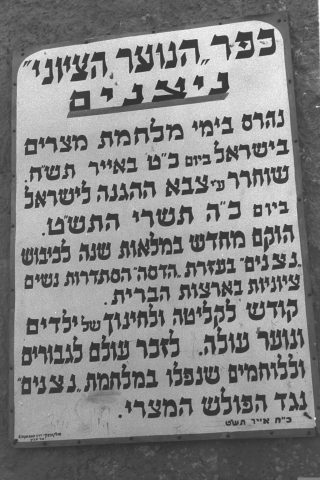 כפר "הנוער הציוני"
ניצנים
נהרס בימי מלחמת מצרים
בישראל ביום כ"ט באייר תש"ח.
שוחרר ע"י צבא ההגנה לישראל
ביום כ"ה תשרי התש"ט.
הוקם מחדש במלאות שנה לכיבוש
"נצנים" בעזרת "הדסה" הסתדרות נשים
ציוניות בארצות הברית.
קודש לקליטה ולחינוך של ילדים
ונוער עולה. לזכר עולם לגבורים
וללוחמים שנפלו במלחמת "נצנים"
נגד הפולש המצרי.
כ"ח אייר תש"ט